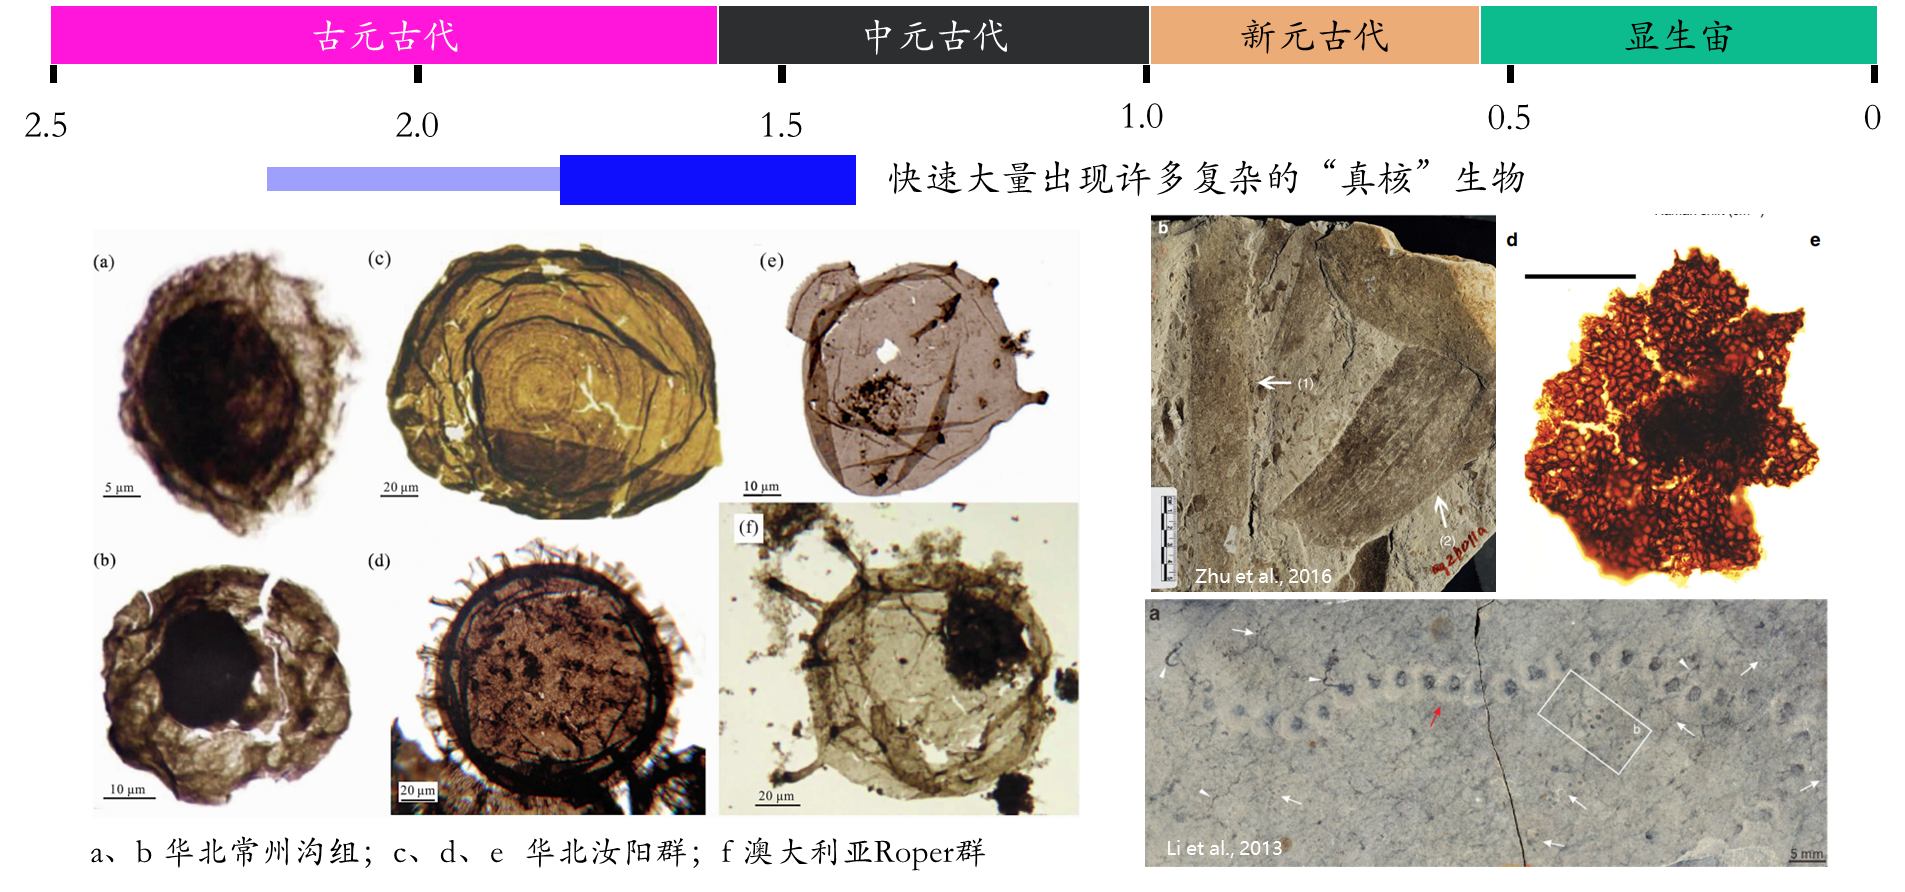 古元古代 中元古代 新元古代 显生宙
2.5 2.0 1.5 1.0 0.5 0
快速大量出现许多复杂的“真核”生物
(a) (c) (e)
5 μm 20 μm 10 μm
(b) (d) (f)
10 μm 20 μm 20 μm
a、b 华北常州沟组；c、d、e 华北汝阳群；f 澳大利亚Roper群
b
(1)
(2)
Zhu et al., 2016
d e
a
b
Li et al., 2013
5 mm